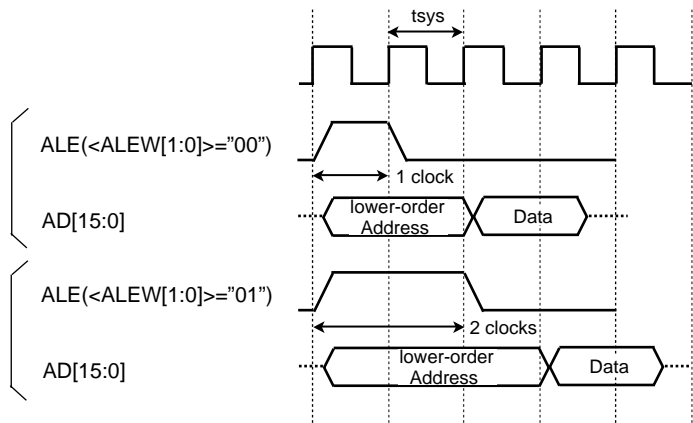 tsys
ALE(<ALEW[1:0]>="00")
1 clock
AD[15:0]
lower-order
Address
Data
ALE(<ALEW[1:0]>="01")
2 clocks
AD[15:0]
lower-order
Address
Data